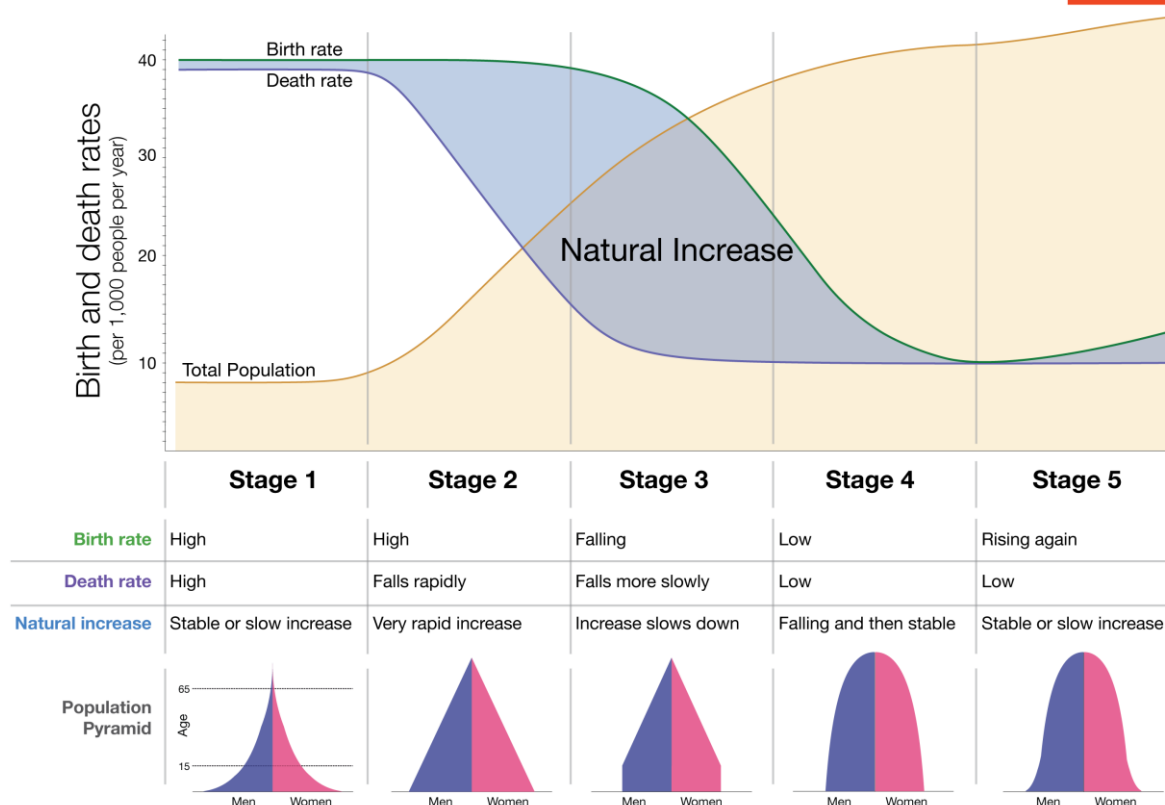 Birth rate
Death rate
40
30
20
10
Birth and death rates
(per 1,000 people per year)
Natural Increase
Total Population
Stage 1 Stage 2 Stage 3 Stage 4 Stage 5
Birth rate High High Falling Low Rising again
Death rate High Falls rapidly Falls more slowly Low Low
Natural increase Stable or slow increase Very rapid increase Increase slows down Falling and then stable Stable or slow increase
Population
Pyramid
65
Age
15
Men Women Men Women Men Women Men Women Men Women